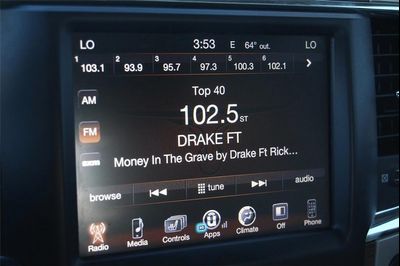 LO 3:53 E 64° out. LO
1 103.1 2 93.9 3 95.7 4 97.3 5 100.3 6 102.1
AM
Top 40
102.5 ST
FM
DRAKE FT
Money In The Grave by Drake Ft Rick...
browse tune audio
Radio Media Controls Apps Climate Off Phone